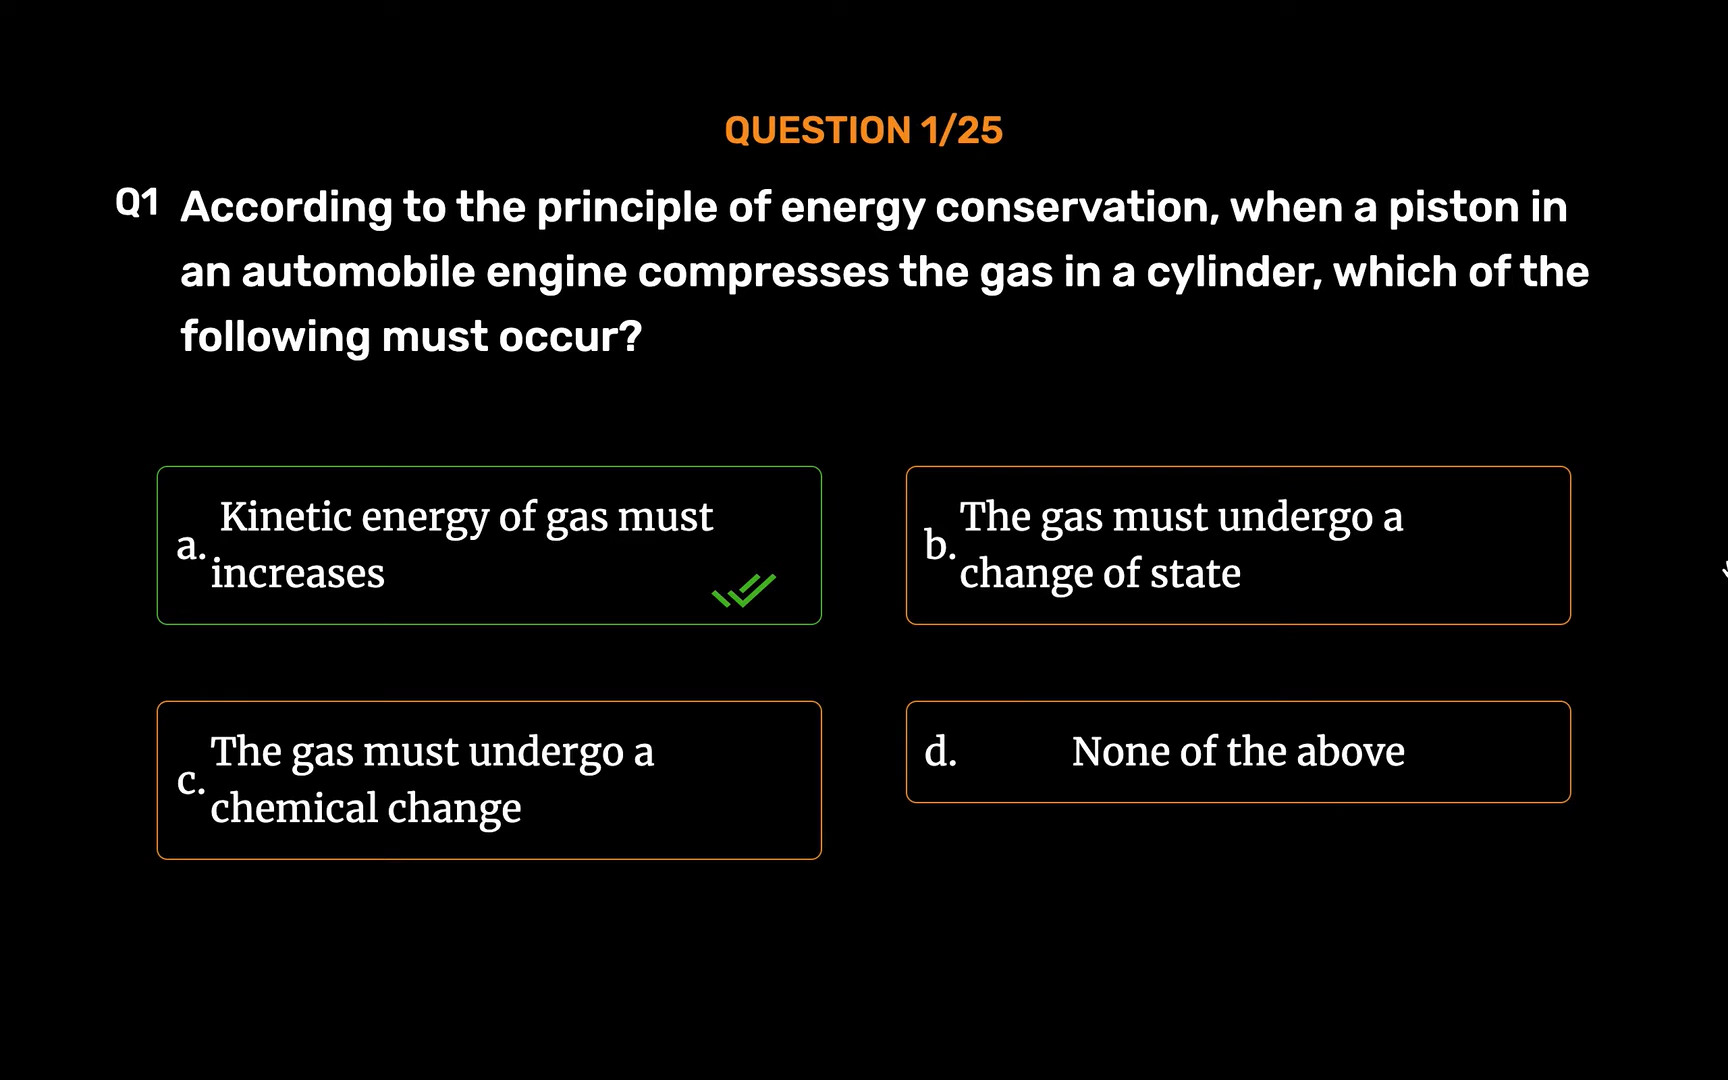 QUESTION 1/25
Q1 According to the principle of energy conservation, when a piston in
an automobile engine compresses the gas in a cylinder, which of the
following must occur?
a. Kinetic energy of gas must
increases
b. The gas must undergo a
change of state
c. The gas must undergo a
chemical change
d. None of the above